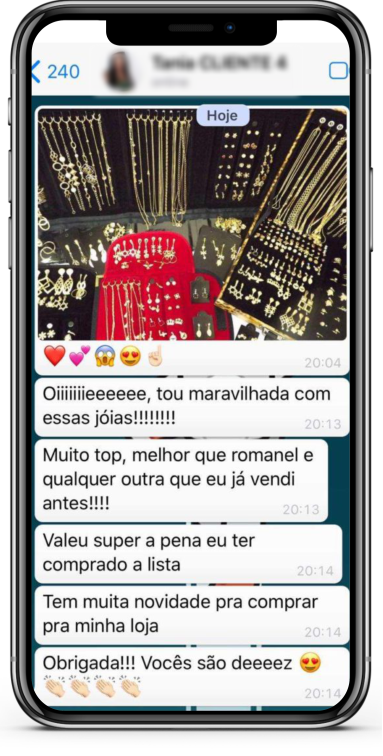 240
Tania CLIENTE 4
Hoje
❤️💕😱😍☝🏻
20:04
Oiiiiiiieeeeeee, tou maravilhada com
essas jóias!!!!!!!!
20:13
Muito top, melhor que romanel e
qualquer outra que eu já vendi
antes!!!!
20:13
Valeu super a pena eu ter
comprado a lista
20:14
Tem muita novidade pra comprar
pra minha loja
20:14
Obrigada!!! Vocês são deeeez 😍
👏🏻👏🏻👏🏻👏🏻
20:14